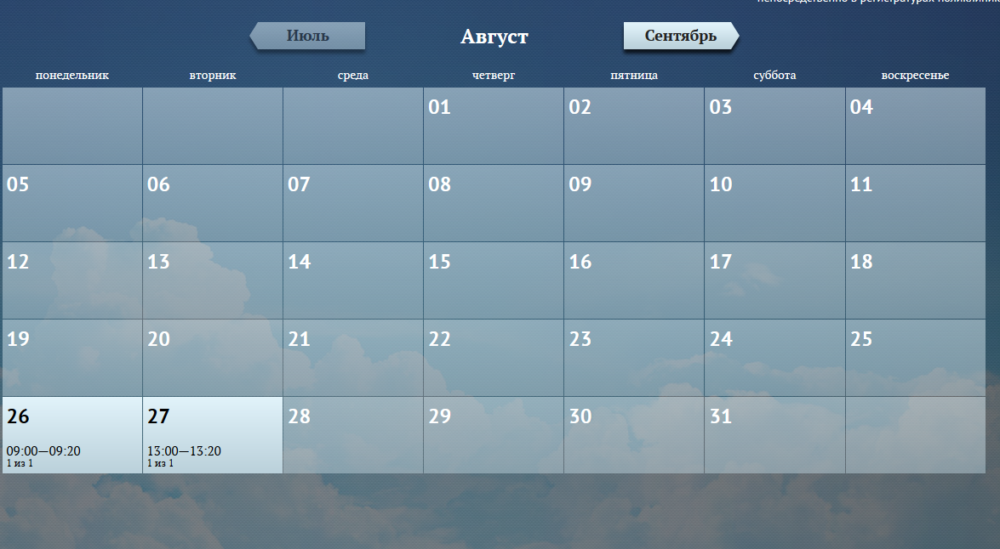 непосредственно в регистратурах
Июль Август Сентябрь
понедельник вторник среда четверг пятница суббота воскресенье
01 02 03 04
05 06 07 08 09 10 11
12 13 14 15 16 17 18
19 20 21 22 23 24 25
26 27 28 29 30 31
09:00—09:20 13:00—13:20
1 из 1 1 из 1